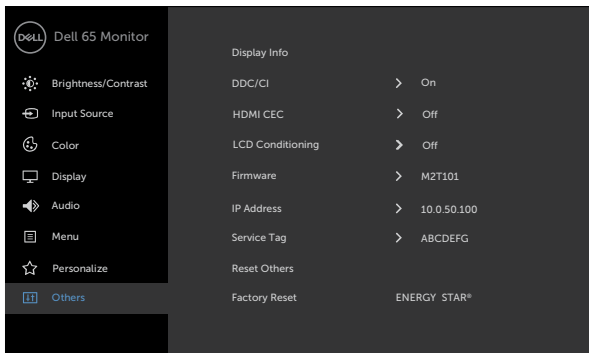 DELL Dell 65 Monitor
Brightness/Contrast
Input Source
Color
Display
Audio
Menu
Personalize
Others
Display Info
DDC/CI > On
HDMI CEC > Off
LCD Conditioning > Off
Firmware > M2T101
IP Address > 10.0.50.100
Service Tag > ABCDEFG
Reset Others
Factory Reset ENERGY STAR®